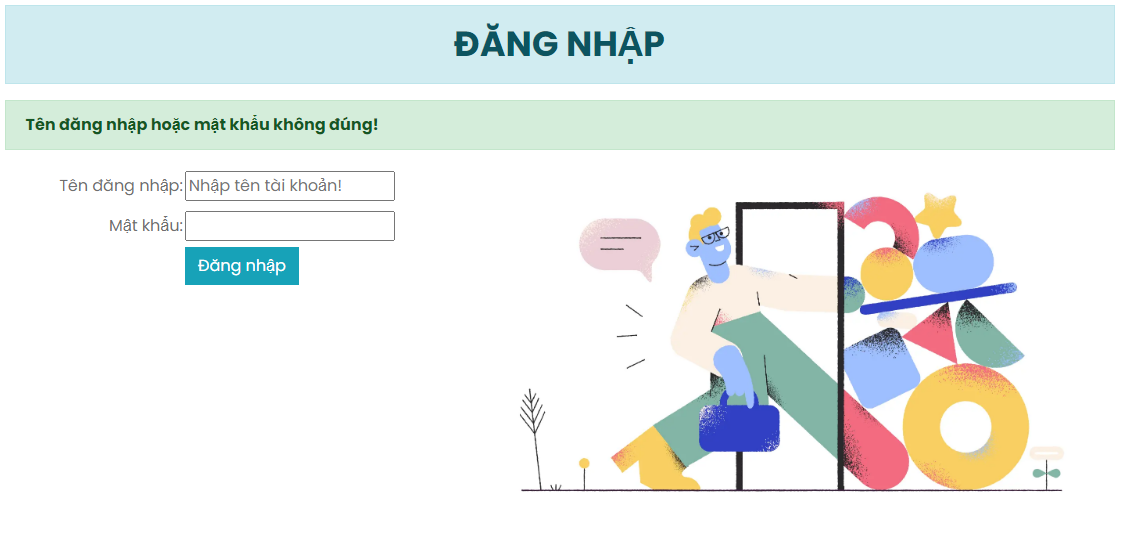 ĐĂNG NHẬP
Tên đăng nhập hoặc mật khẩu không đúng!
Tên đăng nhập: Nhập tên tài khoản!
Mật khẩu:
Đăng nhập